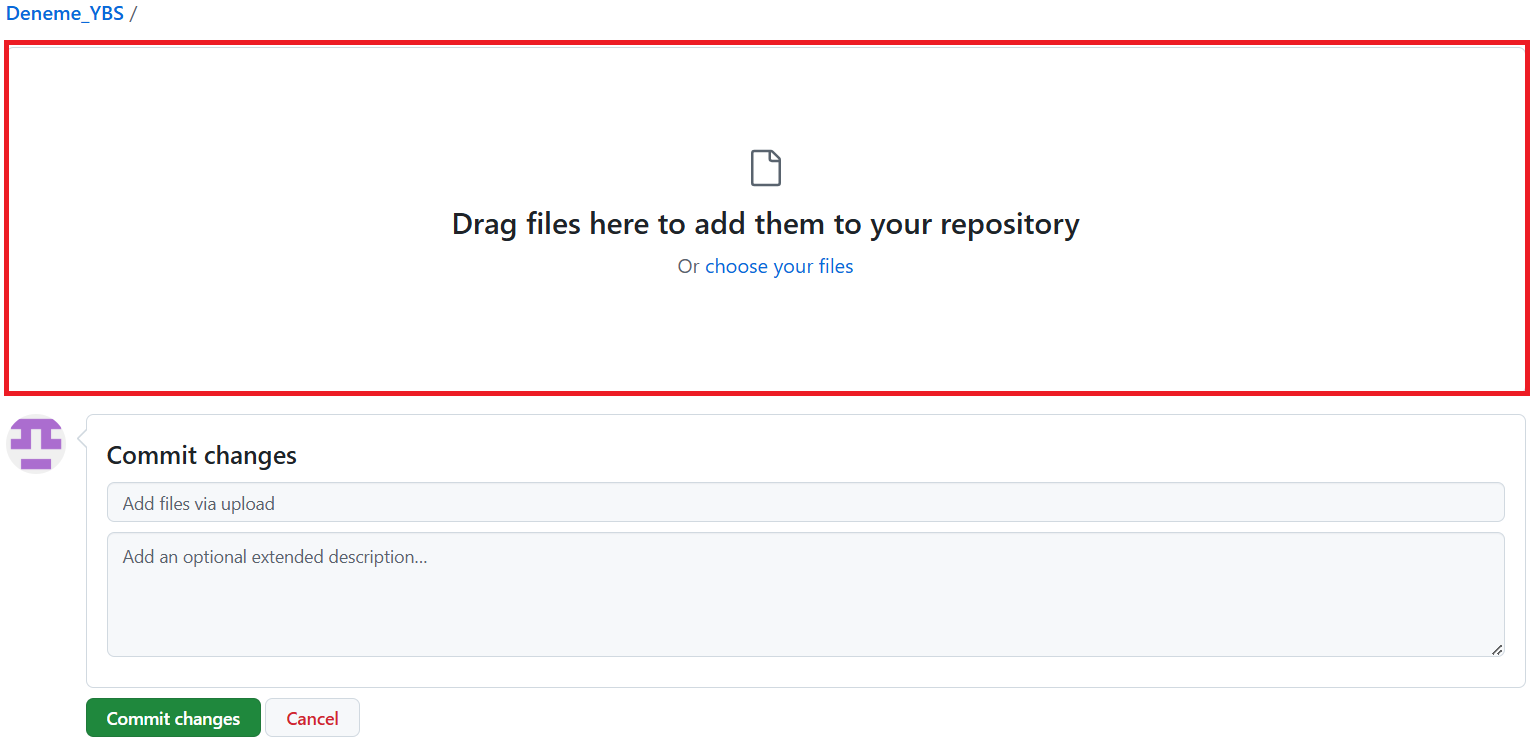 Deneme_YBS /
Drag files here to add them to your repository
Or choose your files
Commit changes
Add files via upload
Add an optional extended description...
Commit changes
Cancel